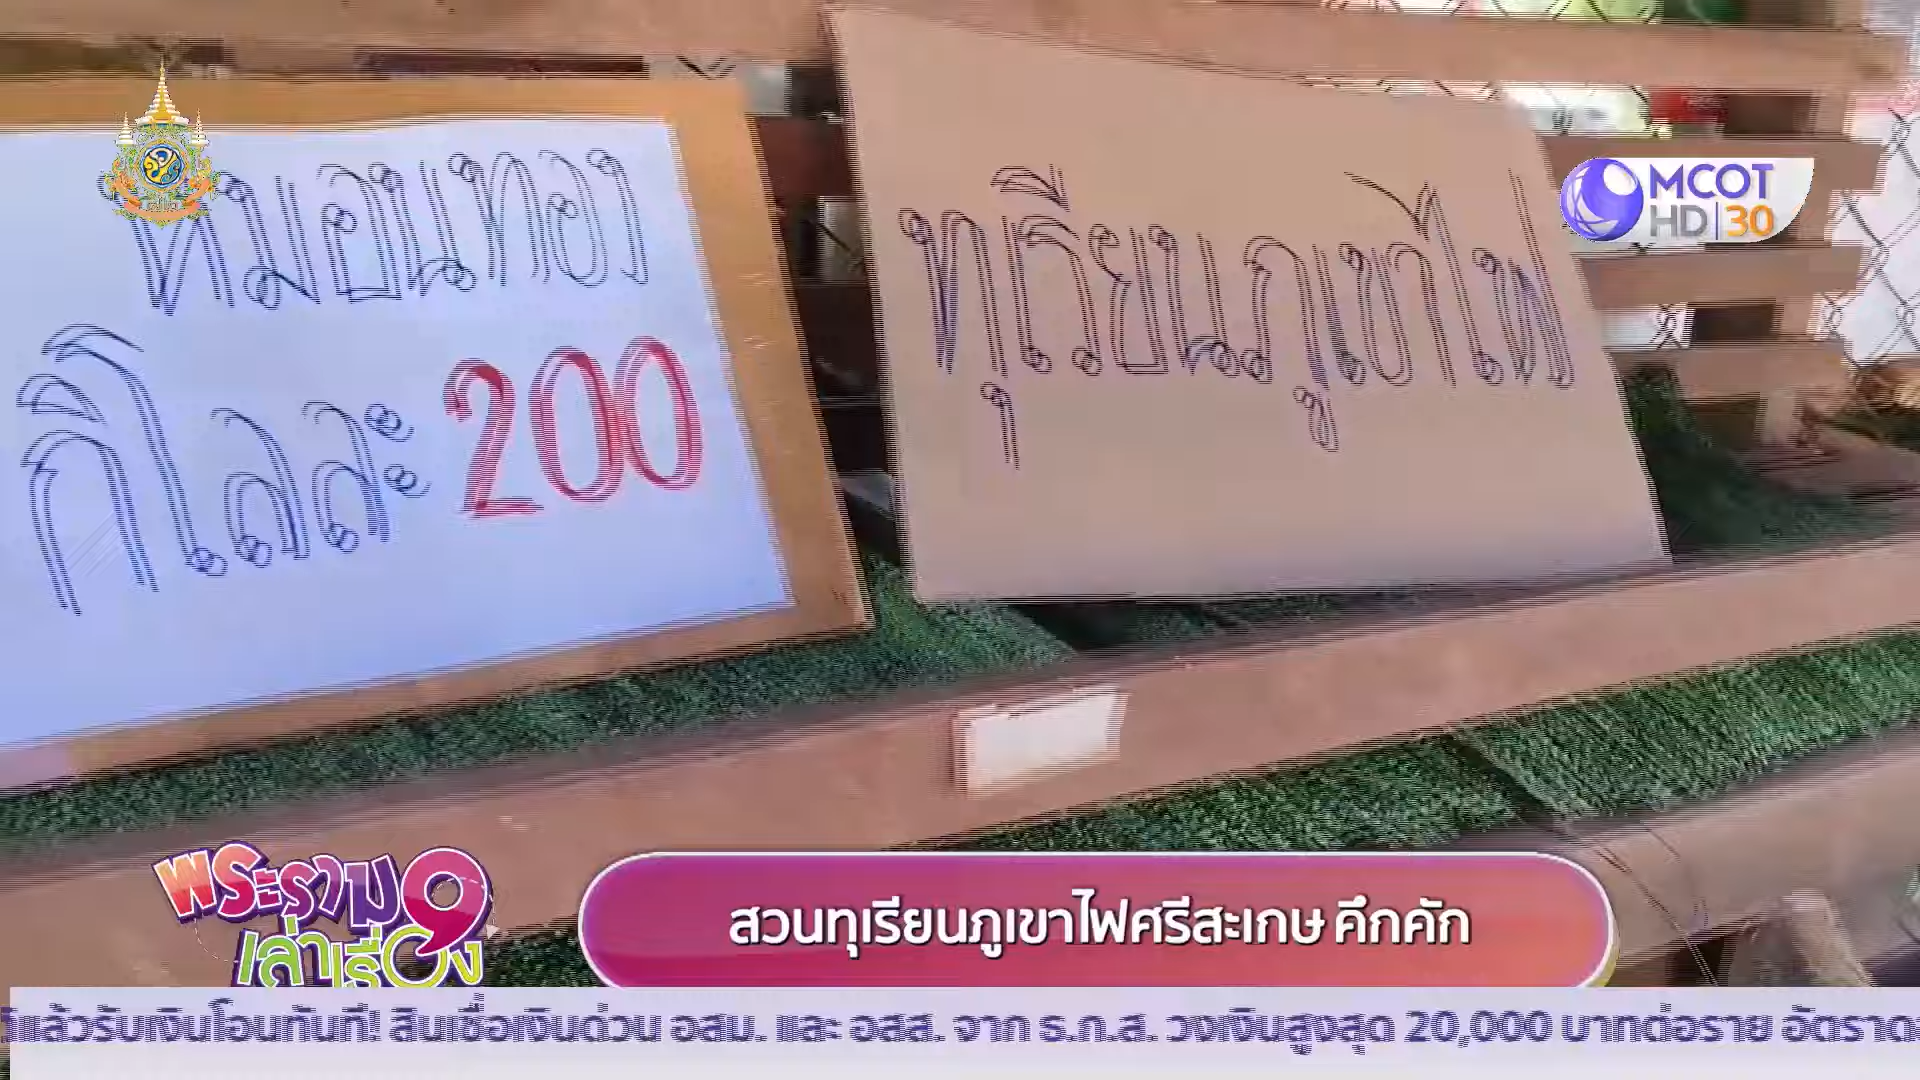 หมอนทอง
กิโลละ 200
ทุเรียนภูเขาไฟ
MCOT
HD 30
พระราม ๙
เล่าเรื่อง
สวนทุเรียนภูเขาไฟศรีสะเกษ คึกคัก
แล้วรับเงินโอนทันที! สินเชื่อเงินด่วน อสม. และ อสส. จาก ธ.ก.ส. วงเงินสูงสุด 20,000 บาทต่อราย